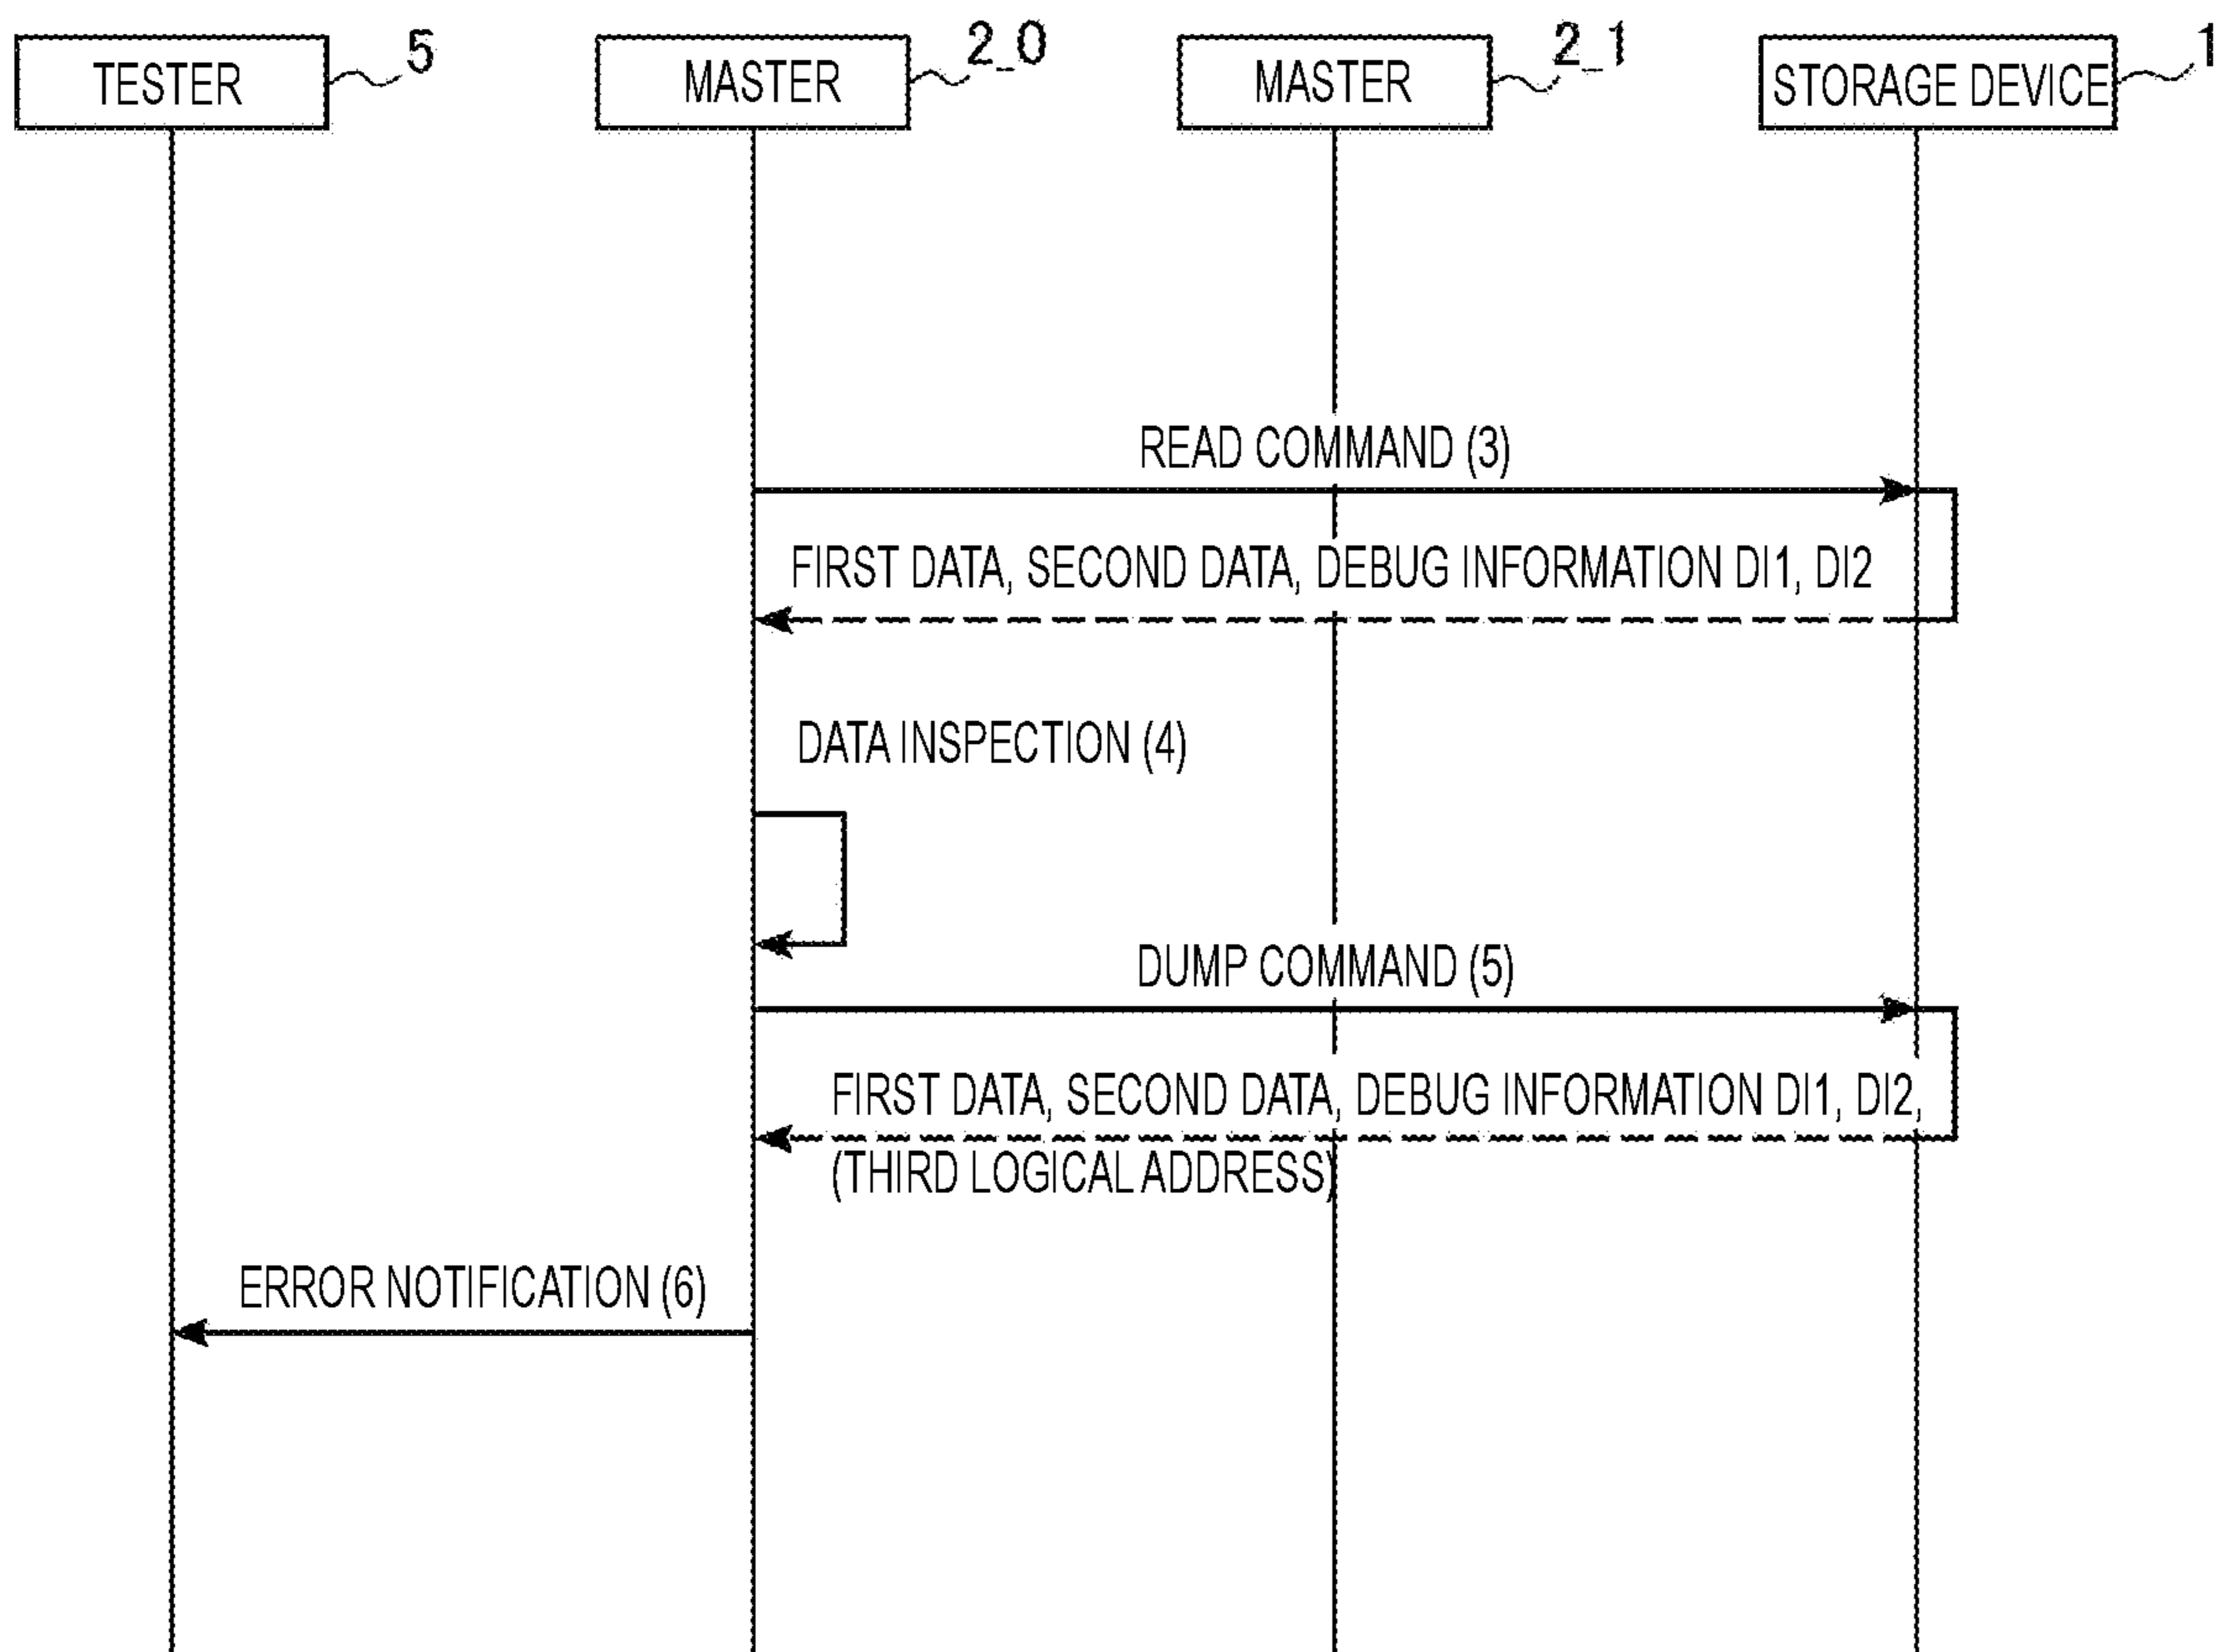 TESTER
5
MASTER
2_0
MASTER
2_1
STORAGE DEVICE
1
READ COMMAND (3)
FIRST DATA, SECOND DATA, DEBUG INFORMATION DI1, DI2
DATA INSPECTION (4)
DUMP COMMAND (5)
FIRST DATA, SECOND DATA, DEBUG INFORMATION DI1, DI2,
(THIRD LOGICAL ADDRESS)
ERROR NOTIFICATION (6)